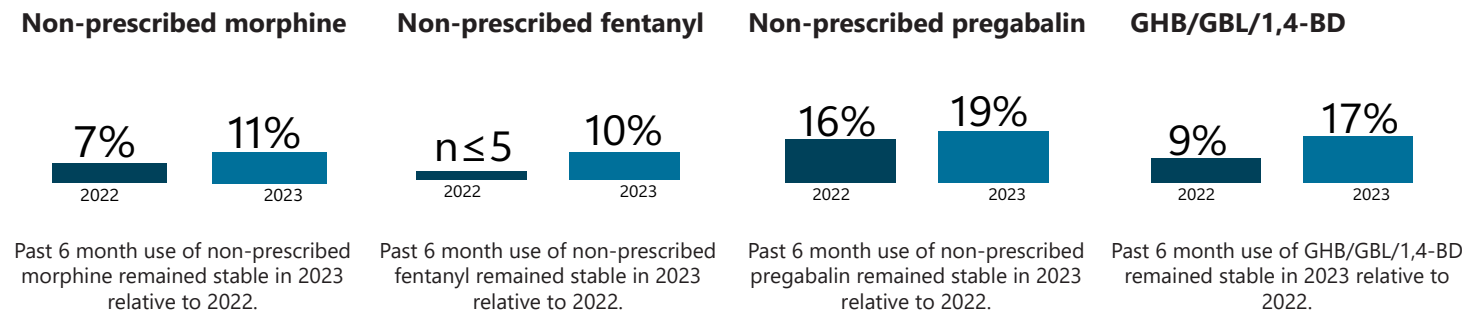 Non-prescribed morphine
7%
11%
2022
2023
Past 6 month use of non-prescribed
morphine remained stable in 2023
relative to 2022.
Non-prescribed fentanyl
n≤5
10%
2022
2023
Past 6 month use of non-prescribed
fentanyl remained stable in 2023
relative to 2022.
Non-prescribed pregabalin
16%
19%
2022
2023
Past 6 month use of non-prescribed
pregabalin remained stable in 2023
relative to 2022.
GHB/GBL/1,4-BD
9%
17%
2022
2023
Past 6 month use of GHB/GBL/1,4-BD
remained stable in 2023 relative to
2022.